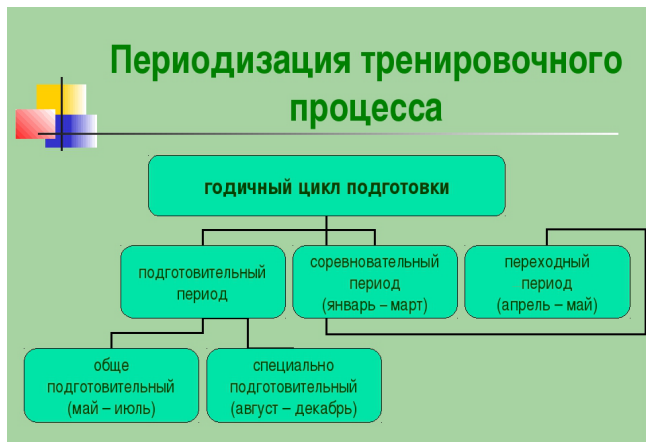 Периодизация тренировочного
процесса
годичный цикл подготовки
подготовительный
период
соревновательный
период
(январь – март)
переходный
период
(апрель – май)
обще
подготовительный
(май – июль)
специально
подготовительный
(август – декабрь)